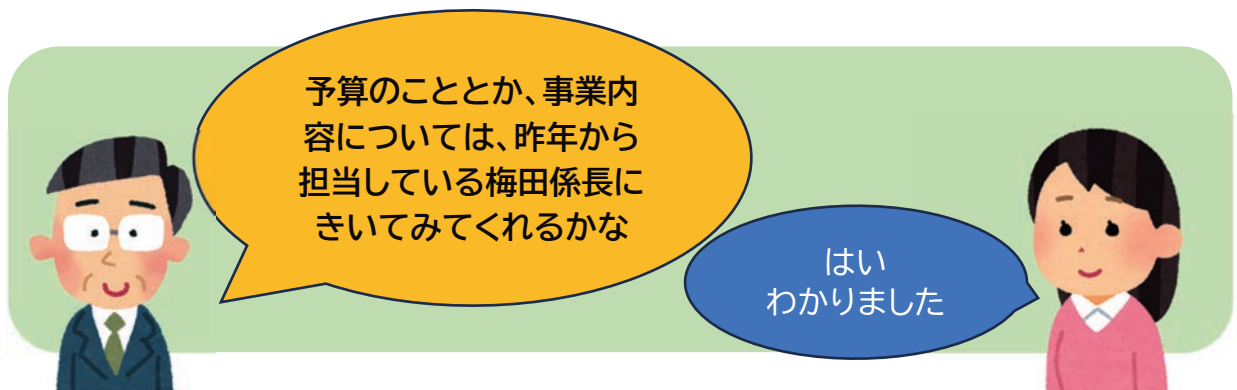 予算のこととか、事業内
容については、昨年から
担当している梅田係長に
きいてみてくれるかな
はい
わかりました